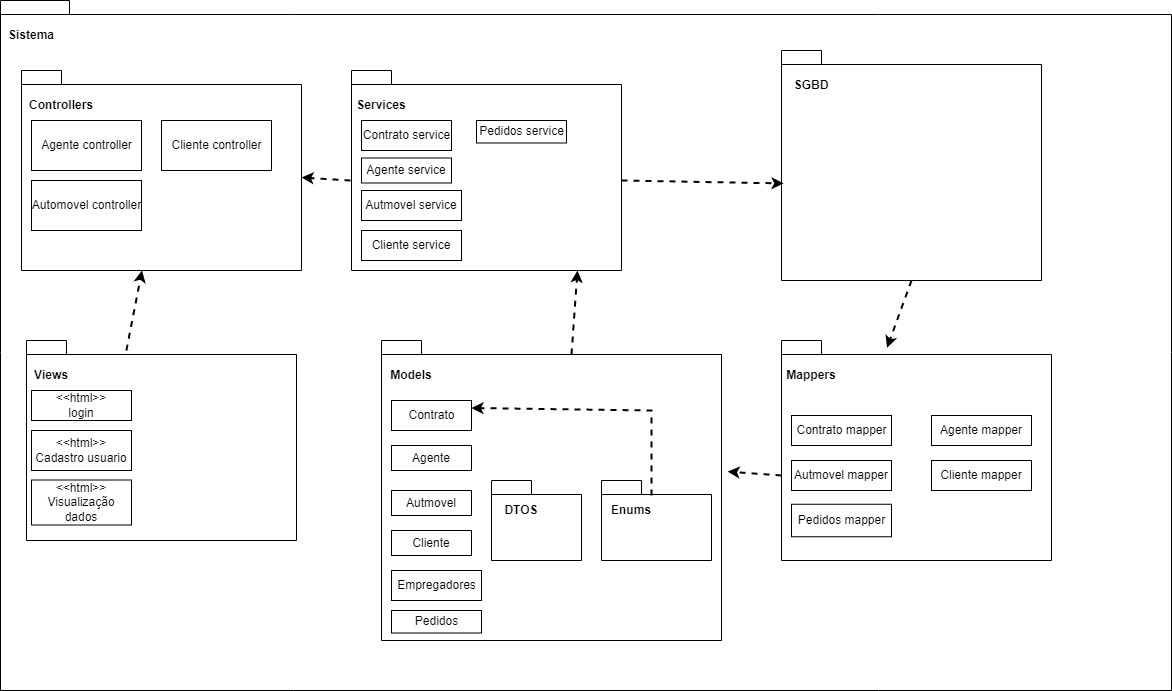 Sistema
Controllers
Agente controller
Cliente controller
Automovel controller
Services
Contrato service
Pedidos service
Agente service
Autmovel service
Cliente service
SGBD
Views
<<html>>
login
<<html>>
Cadastro usuario
<<html>>
Visualização
dados
Models
Contrato
Agente
Autmovel
Cliente
Empregadores
Pedidos
DTOS
Enums
Mappers
Contrato mapper
Agente mapper
Autmovel mapper
Cliente mapper
Pedidos mapper